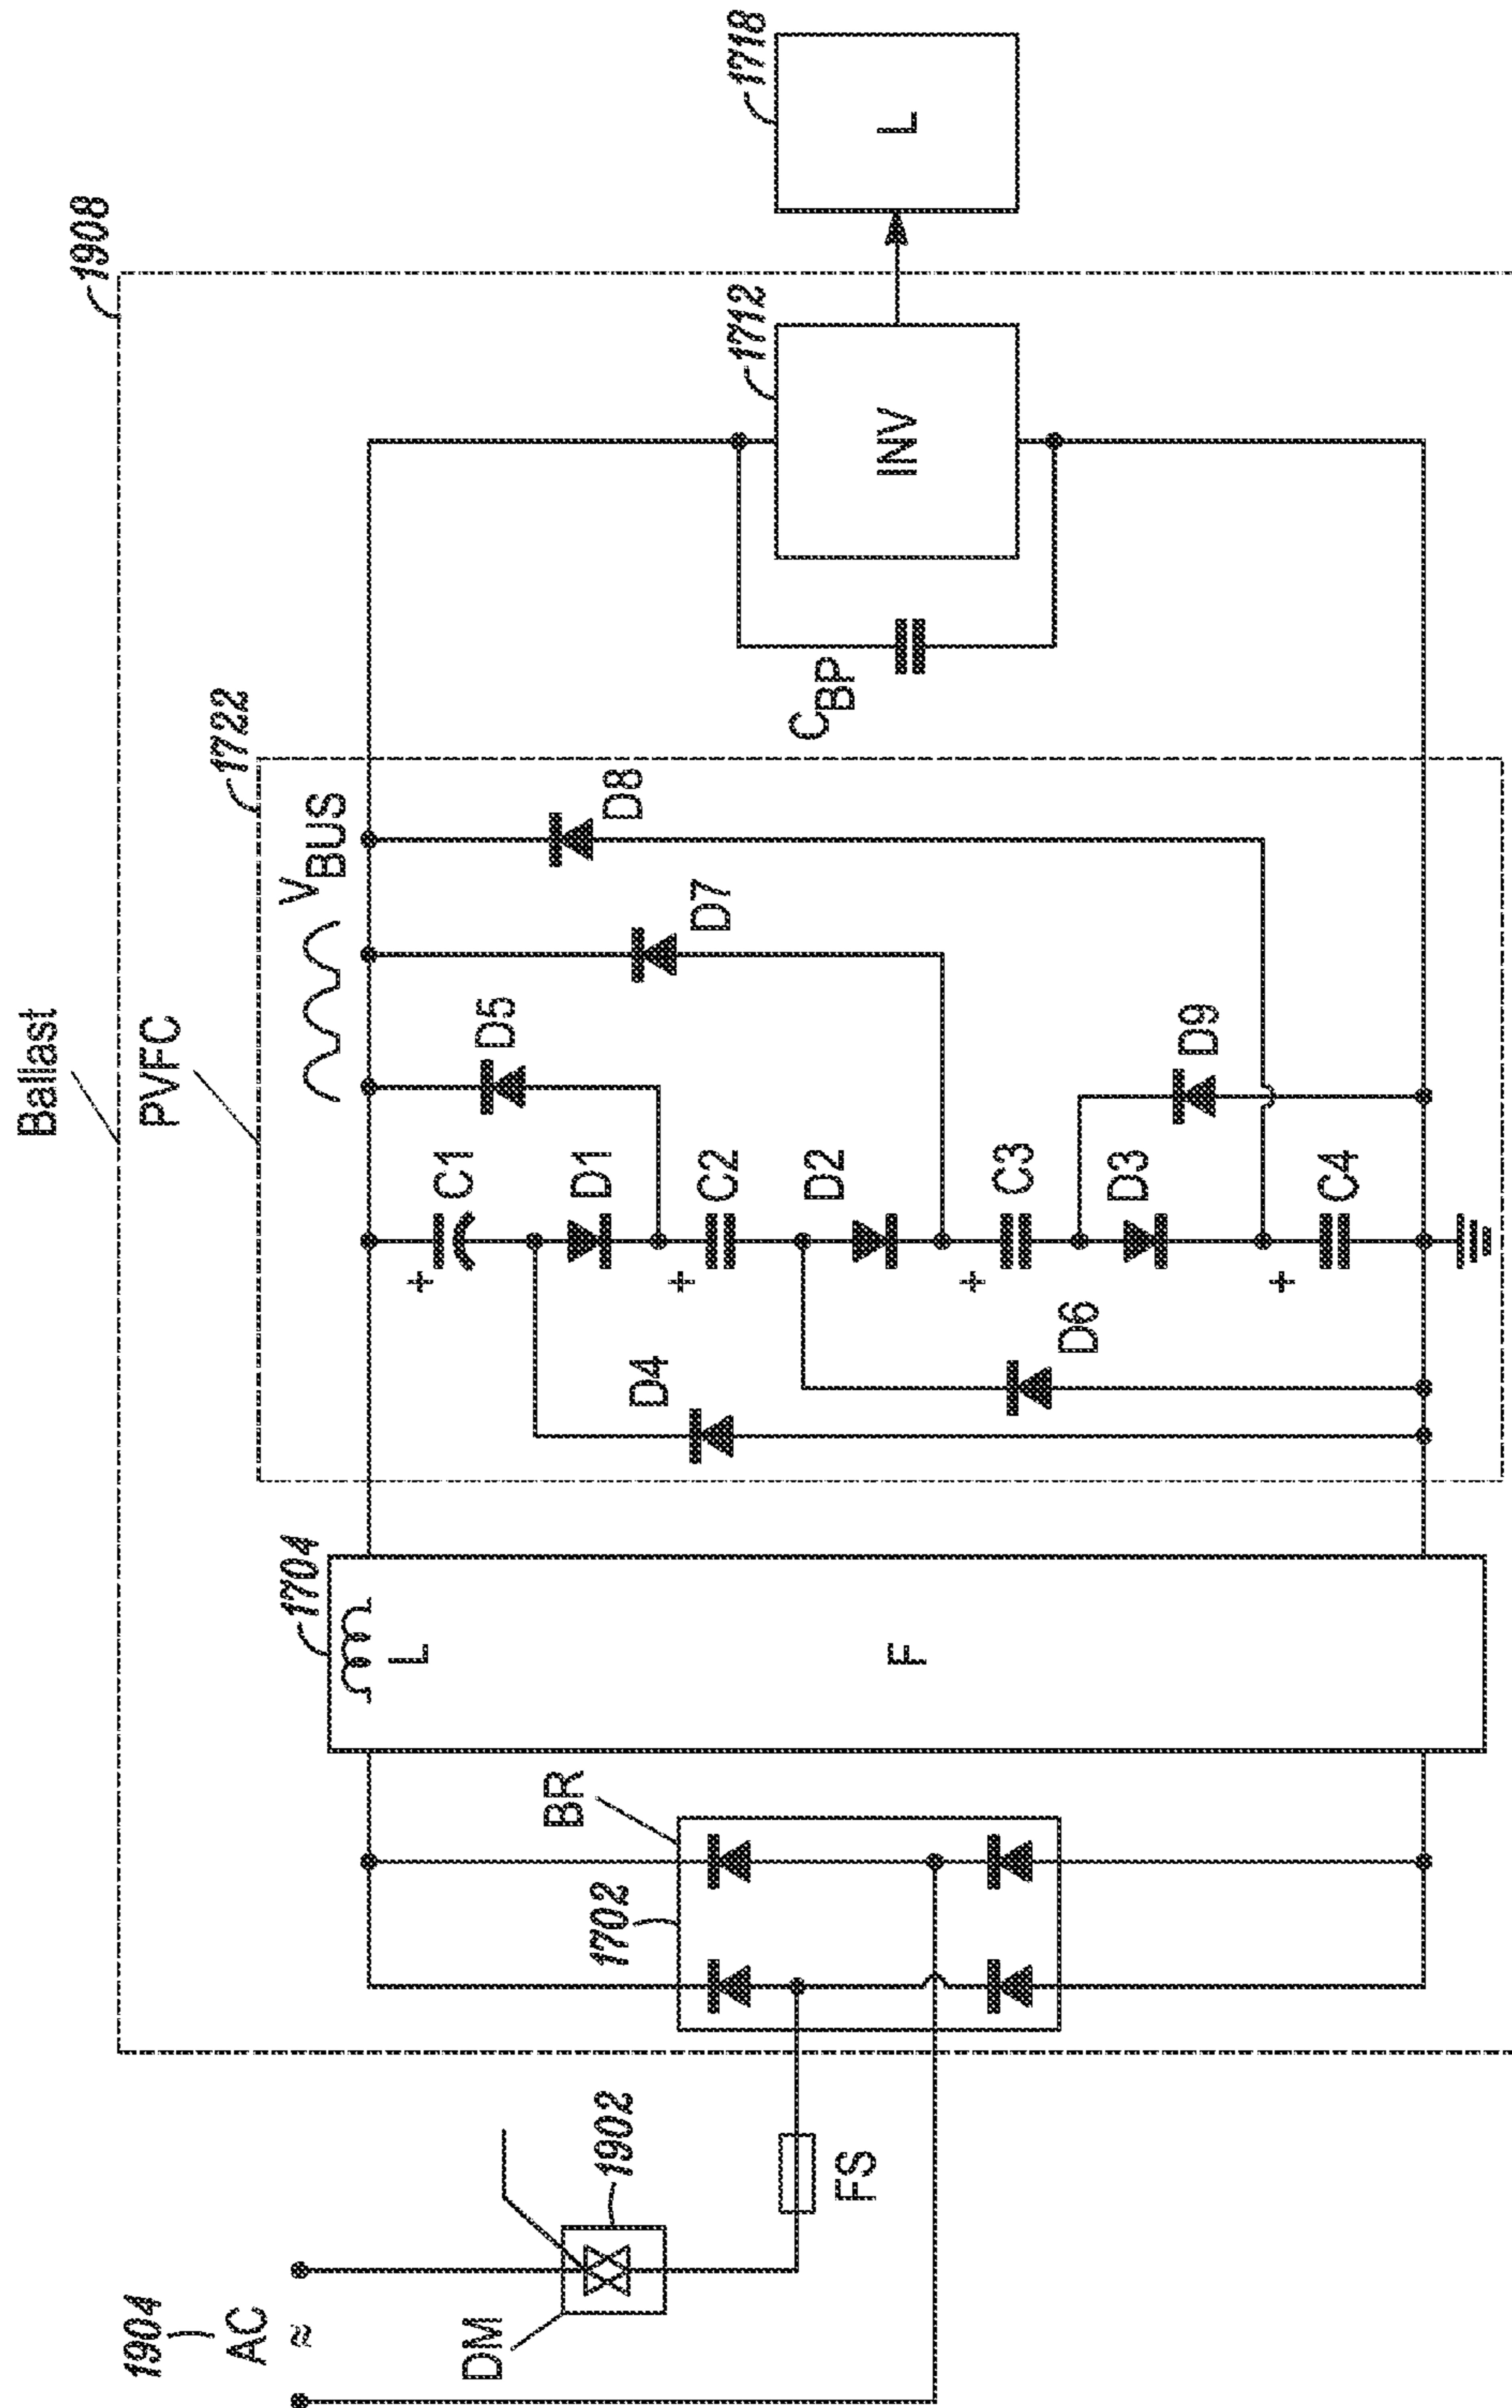 1904
AC
≈
DM
1902
FS
1908
Ballast
PVFC
1702
BR
1704
L
F
1722
V BUS
D4
D6
+
C1
D1
+
C2
D2
+
C3
D3
+
C4
D5
D9
D7
D8
C BP
1712
INV
1718
L